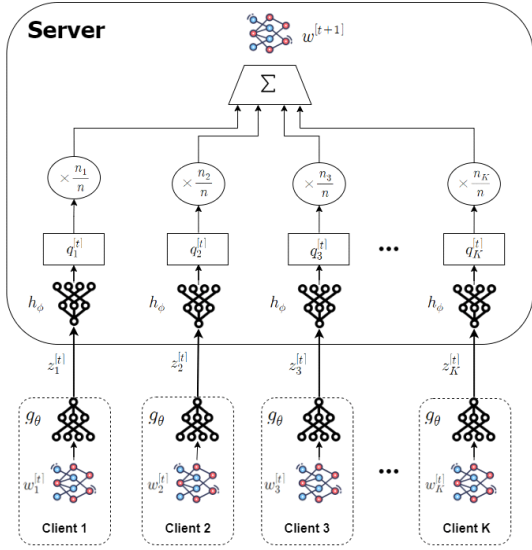 Server
w^{[t+1]}
Σ
× n_1/n
× n_2/n
× n_3/n
× n_K/n
q_1^{[t]}
q_2^{[t]}
q_3^{[t]}
...
q_K^{[t]}
h_ϕ
h_ϕ
h_ϕ
h_ϕ
z_1^{[t]}
z_2^{[t]}
z_3^{[t]}
z_K^{[t]}
g_θ
g_θ
g_θ
g_θ
w_1^{[t]}
w_2^{[t]}
w_3^{[t]}
...
w_K^{[t]}
Client 1
Client 2
Client 3
Client K